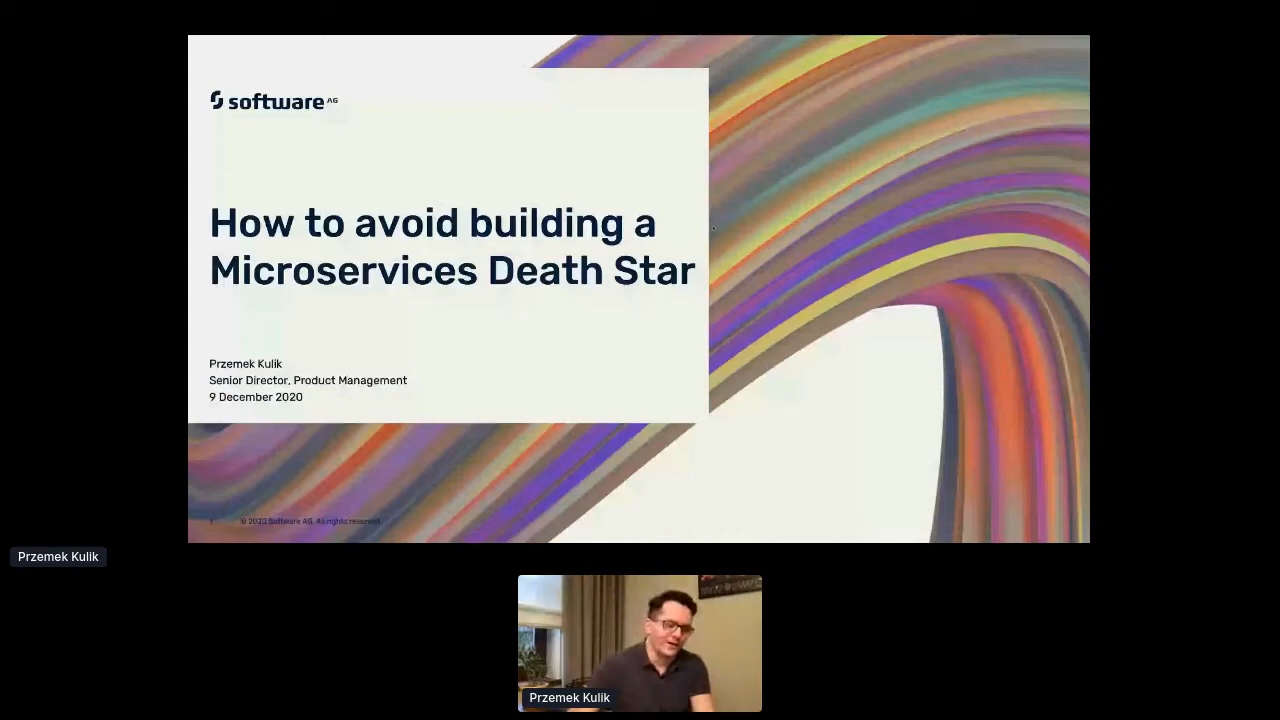 software AG
How to avoid building a
Microservices Death Star
Przemek Kulik
Senior Director, Product Management
9 December 2020
1 © 2020 Software AG. All rights reserved.
Przemek Kulik
Przemek Kulik